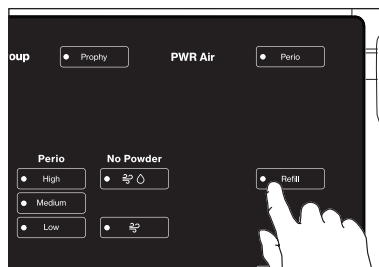 oup
Prophy
PWR Air
Perio
Perio
No Powder
High
Refill
Medium
Low